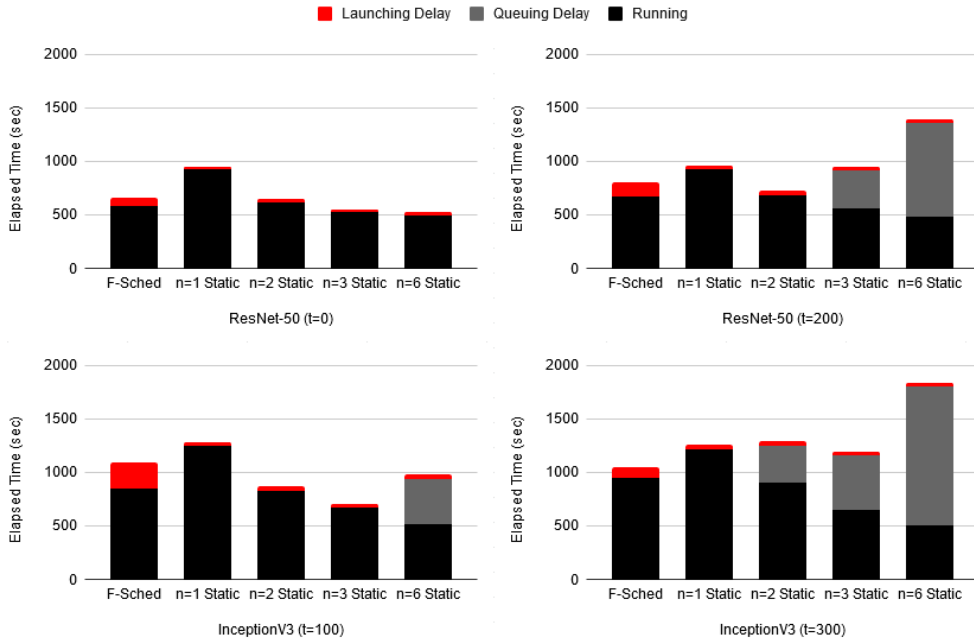 Launching Delay Queuing Delay Running
Elapsed Time (sec)
2000
1500
1000
500
0
F-Sched n=1 Static n=2 Static n=3 Static n=6 Static
ResNet-50 (t=0)
Elapsed Time (sec)
2000
1500
1000
500
0
F-Sched n=1 Static n=2 Static n=3 Static n=6 Static
ResNet-50 (t=200)
Elapsed Time (sec)
2000
1500
1000
500
0
F-Sched n=1 Static n=2 Static n=3 Static n=6 Static
InceptionV3 (t=100)
Elapsed Time (sec)
2000
1500
1000
500
0
F-Sched n=1 Static n=2 Static n=3 Static n=6 Static
InceptionV3 (t=300)